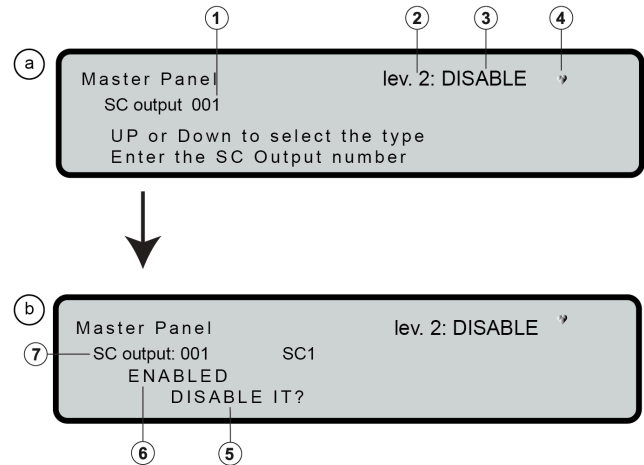 1 2 3 4
a
Master Panel lev. 2: DISABLE
SC output 001
UP or Down to select the type
Enter the SC Output number
b
Master Panel lev. 2: DISABLE
7 SC output: 001 SC1
ENABLED
DISABLE IT?
6 5